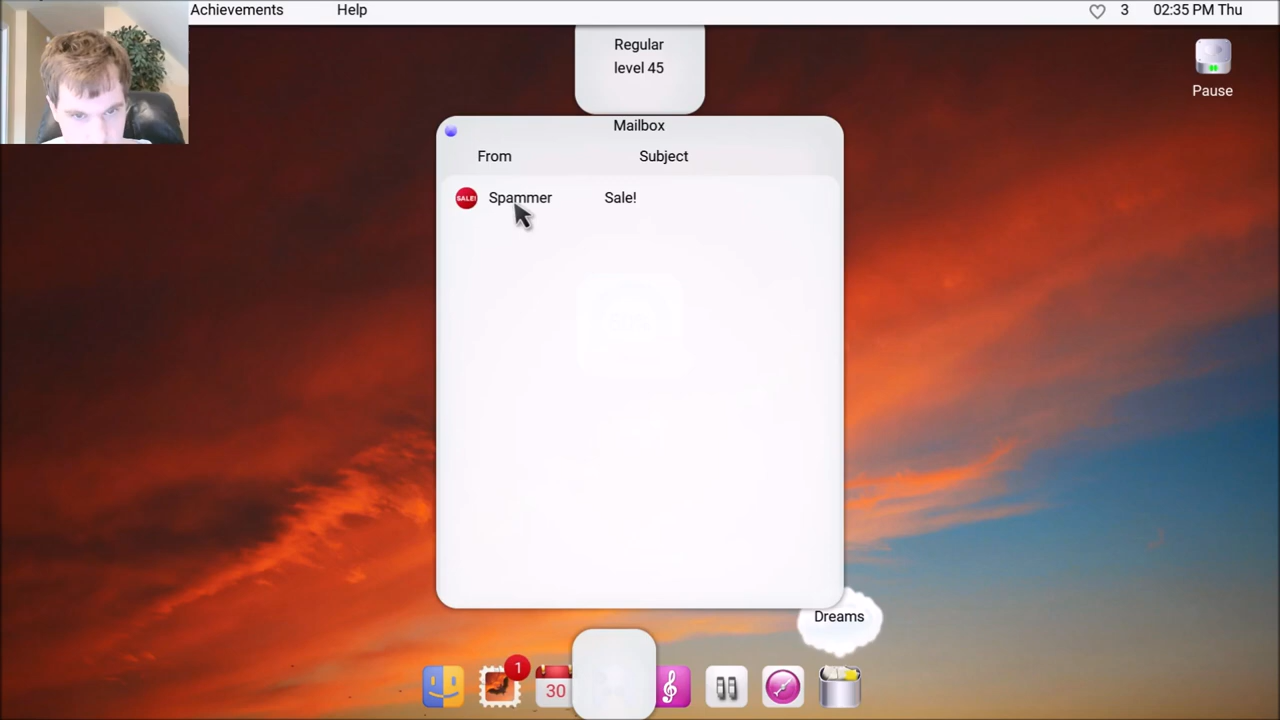 Achievements Help 3 02:35 PM Thu
Regular
level 45
Pause
Mailbox
From Subject
SALE! Spammer Sale!
Dreams
1
30